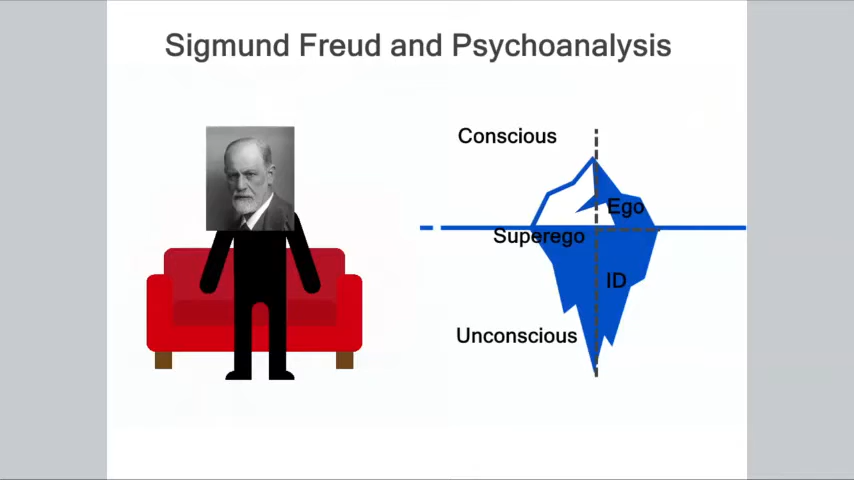 Sigmund Freud and Psychoanalysis
Conscious
Ego
Superego
ID
Unconscious